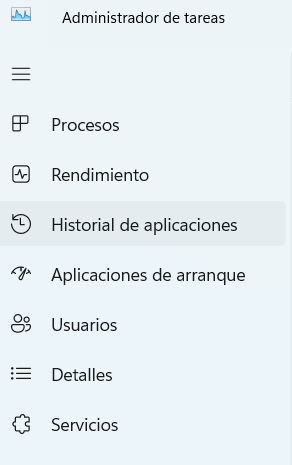 Administrador de tareas
Procesos
Rendimiento
Historial de aplicaciones
Aplicaciones de arranque
Usuarios
Detalles
Servicios